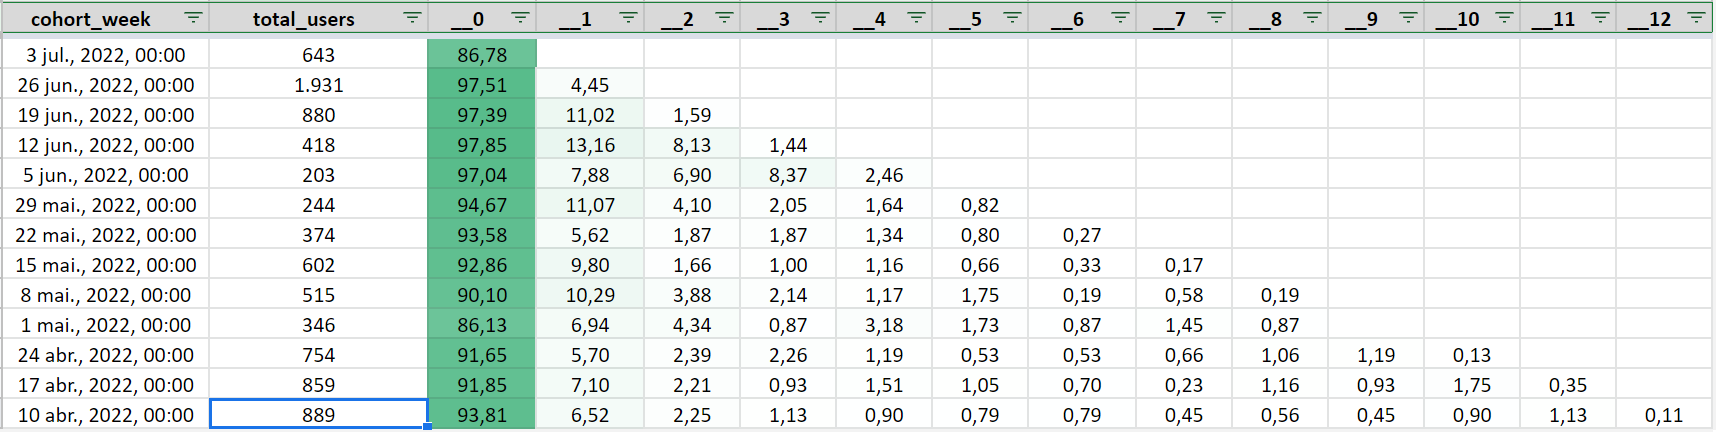 cohort_week total_users __0 __1 __2 __3 __4 __5 __6 __7 __8 __9 __10 __11 __12
3 jul., 2022, 00:00 643 86,78
26 jun., 2022, 00:00 1.931 97,51 4,45
19 jun., 2022, 00:00 880 97,39 11,02 1,59
12 jun., 2022, 00:00 418 97,85 13,16 8,13 1,44
5 jun., 2022, 00:00 203 97,04 7,88 6,90 8,37 2,46
29 mai., 2022, 00:00 244 94,67 11,07 4,10 2,05 1,64 0,82
22 mai., 2022, 00:00 374 93,58 5,62 1,87 1,87 1,34 0,80 0,27
15 mai., 2022, 00:00 602 92,86 9,80 1,66 1,00 1,16 0,66 0,33 0,17
8 mai., 2022, 00:00 515 90,10 10,29 3,88 2,14 1,17 1,75 0,19 0,58 0,19
1 mai., 2022, 00:00 346 86,13 6,94 4,34 0,87 3,18 1,73 0,87 1,45 0,87
24 abr., 2022, 00:00 754 91,65 5,70 2,39 2,26 1,19 0,53 0,53 0,66 1,06 1,19 0,13
17 abr., 2022, 00:00 859 91,85 7,10 2,21 0,93 1,51 1,05 0,70 0,23 1,16 0,93 1,75 0,35
10 abr., 2022, 00:00 889 93,81 6,52 2,25 1,13 0,90 0,79 0,79 0,45 0,56 0,45 0,90 1,13 0,11